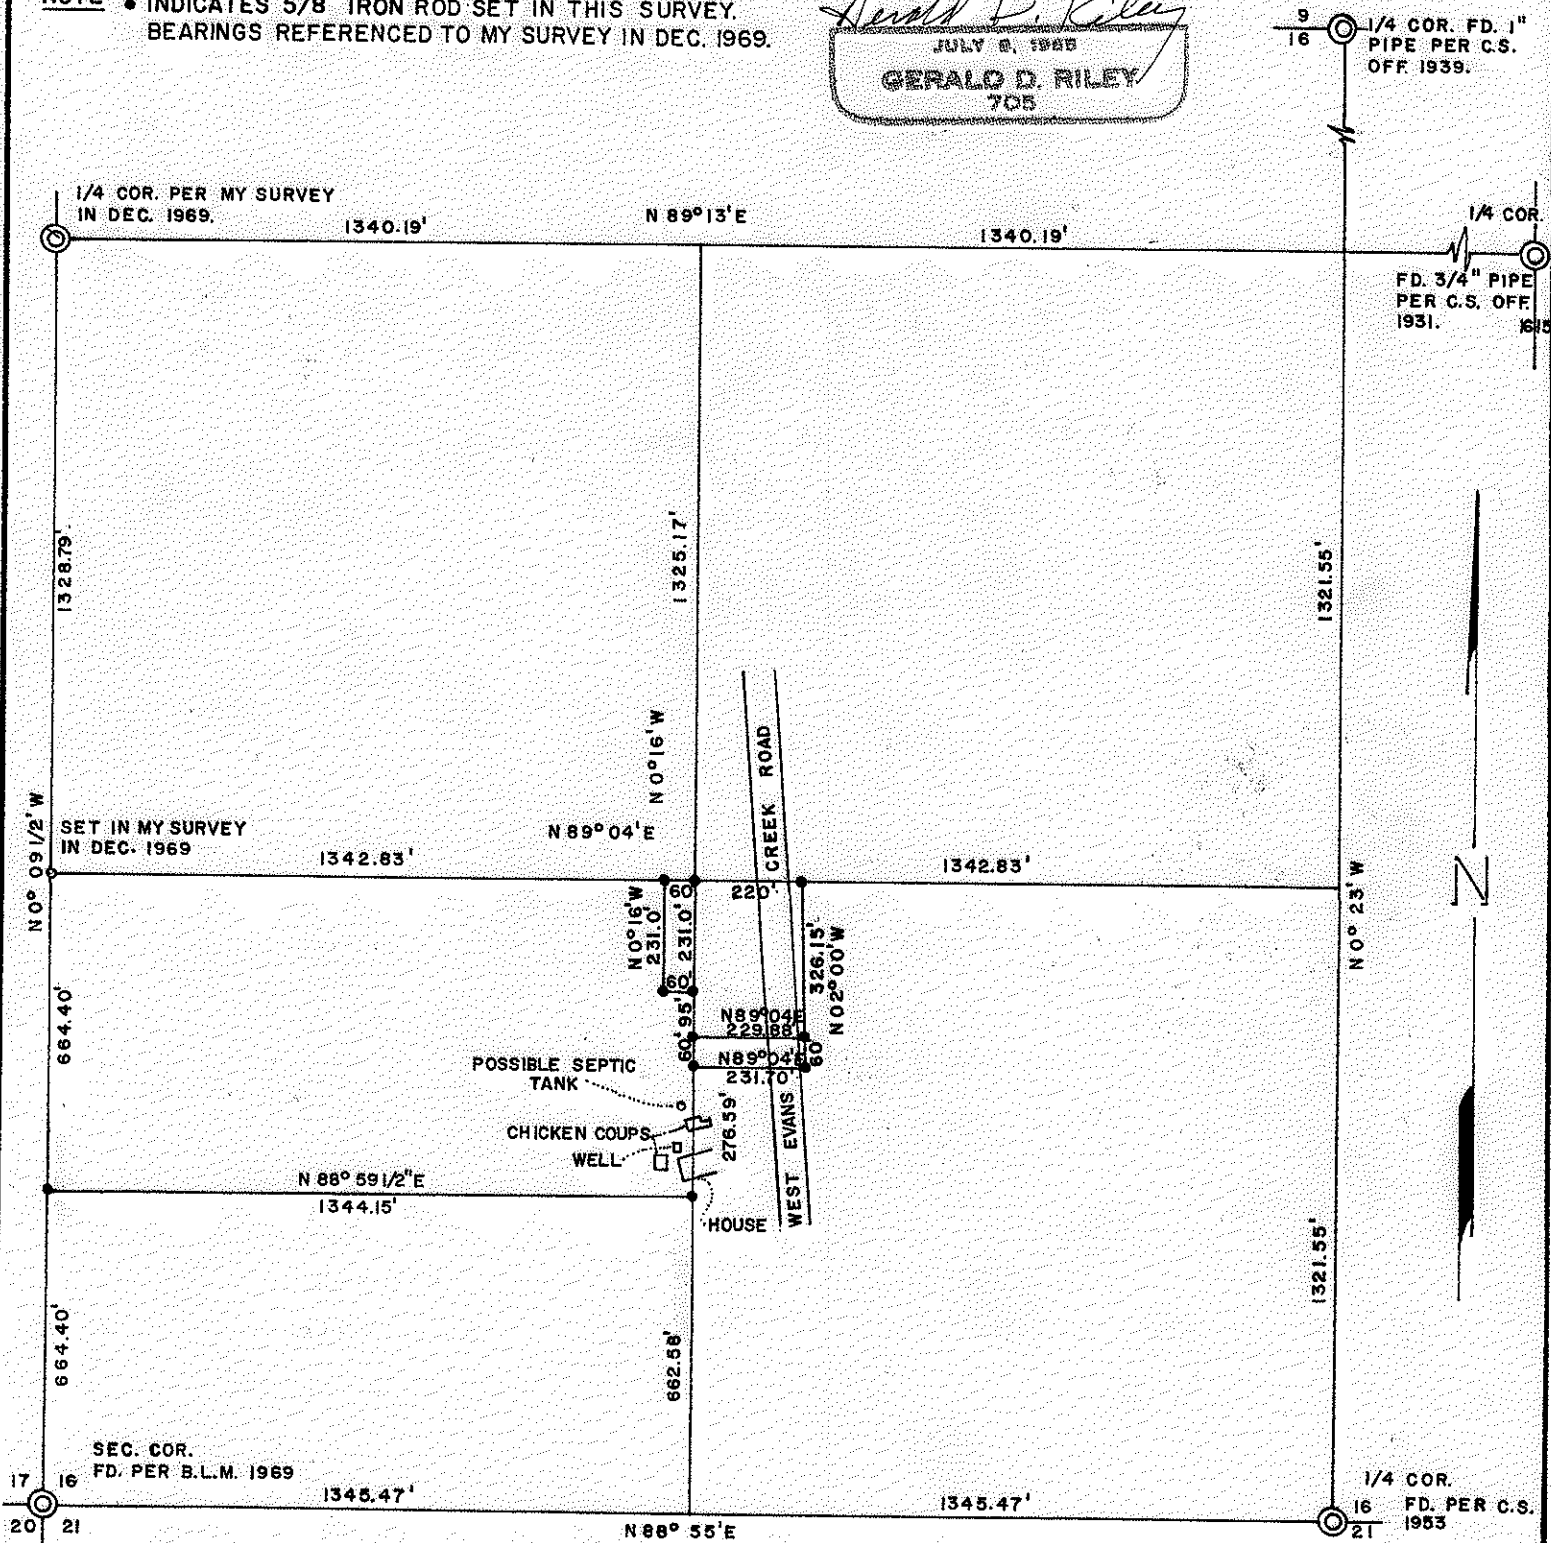 NOTE • INDICATES 5/8" IRON ROD SET IN THIS SURVEY.
BEARINGS REFERENCED TO MY SURVEY IN DEC. 1969.
Gerald D. Riley
JULY 8, 1966
GERALD D. RILEY
705
9
16
1/4 COR. FD. 1"
PIPE PER C.S.
OFF. 1939.
1/4 COR. PER MY SURVEY
IN DEC. 1969.
1340.19'
N 89° 13' E
1340.19'
1/4 COR.
FD. 3/4" PIPE
PER C.S. OFF.
1931.
16 15
1328.79'
1325.17'
1321.55'
N 0° 16' W
CREEK ROAD
N 0° 09 1/2' W
SET IN MY SURVEY
IN DEC. 1969
1342.83'
N 89° 04' E
1342.83'
60'
220'
N 0° 16' W
231.0'
231.0'
326.15'
N 02° 00' W
N 0° 23' W
N
60'
95'
N 89° 04' E
229.88'
60'
60'
N 89° 04' E
231.70'
664.40'
POSSIBLE SEPTIC
TANK
CHICKEN COUPS
WELL
276.59'
WEST EVANS
HOUSE
N 88° 59 1/2" E
1344.15'
664.40'
662.58'
1321.55'
SEC. COR.
FD. PER B.L.M. 1969
17 16
20 21
1345.47'
N 88° 55' E
1345.47'
1/4 COR.
16
21
FD. PER C.S.
1953